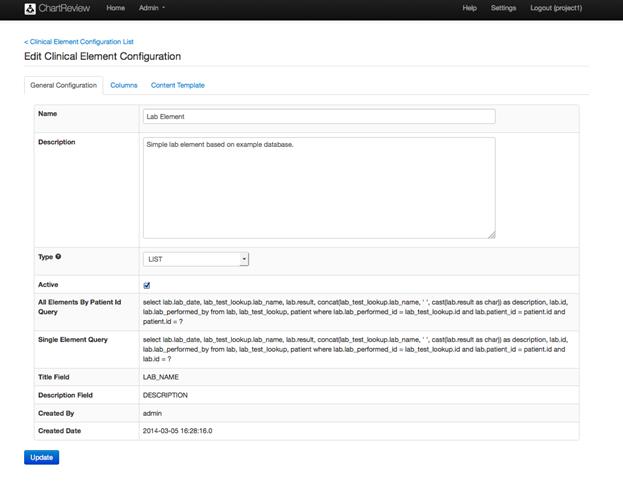 ChartReview Home Admin Help Settings Logout (project1)
< Clinical Element Configuration List
Edit Clinical Element Configuration
General Configuration Columns Content Template
Name Lab Element
Description Simple lab element based on example database.
Type LIST
Active
All Elements By Patient Id Query
select lab.lab_date, lab_test_lookup.lab_name, lab.result, concat(lab_test_lookup.lab_name, ' ', cast(lab.result as char)) as description, lab.id,
lab.lab_performed_by from lab, lab_test_lookup, patient where lab.lab_performed_id = lab_test_lookup.id and lab.patient_id = patient.id and
patient.id = ?
Single Element Query
select lab.lab_date, lab_test_lookup.lab_name, lab.result, concat(lab_test_lookup.lab_name, ' ', cast(lab.result as char)) as description, lab.id,
lab.lab_performed_by from lab, lab_test_lookup, patient where lab.lab_performed_id = lab_test_lookup.id and lab.patient_id = patient.id and
lab.id = ?
Title Field LAB_NAME
Description Field DESCRIPTION
Created By admin
Created Date 2014-03-05 16:28:16.0
Update